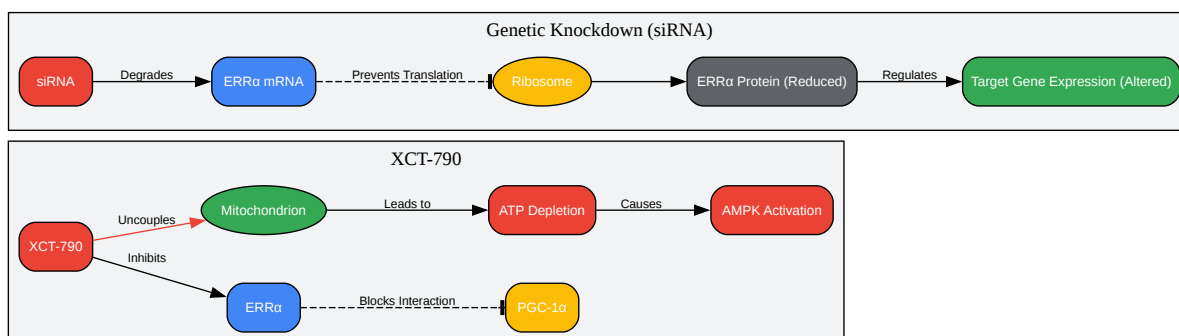 Genetic Knockdown (siRNA)
siRNA
Degrades
ERRα mRNA
Prevents Translation
Ribosome
ERRα Protein (Reduced)
Regulates
Target Gene Expression (Altered)
XCT-790
XCT-790
Uncouples
Mitochondrion
Leads to
ATP Depletion
Causes
AMPK Activation
Inhibits
ERRα
Blocks Interaction
PGC-1α